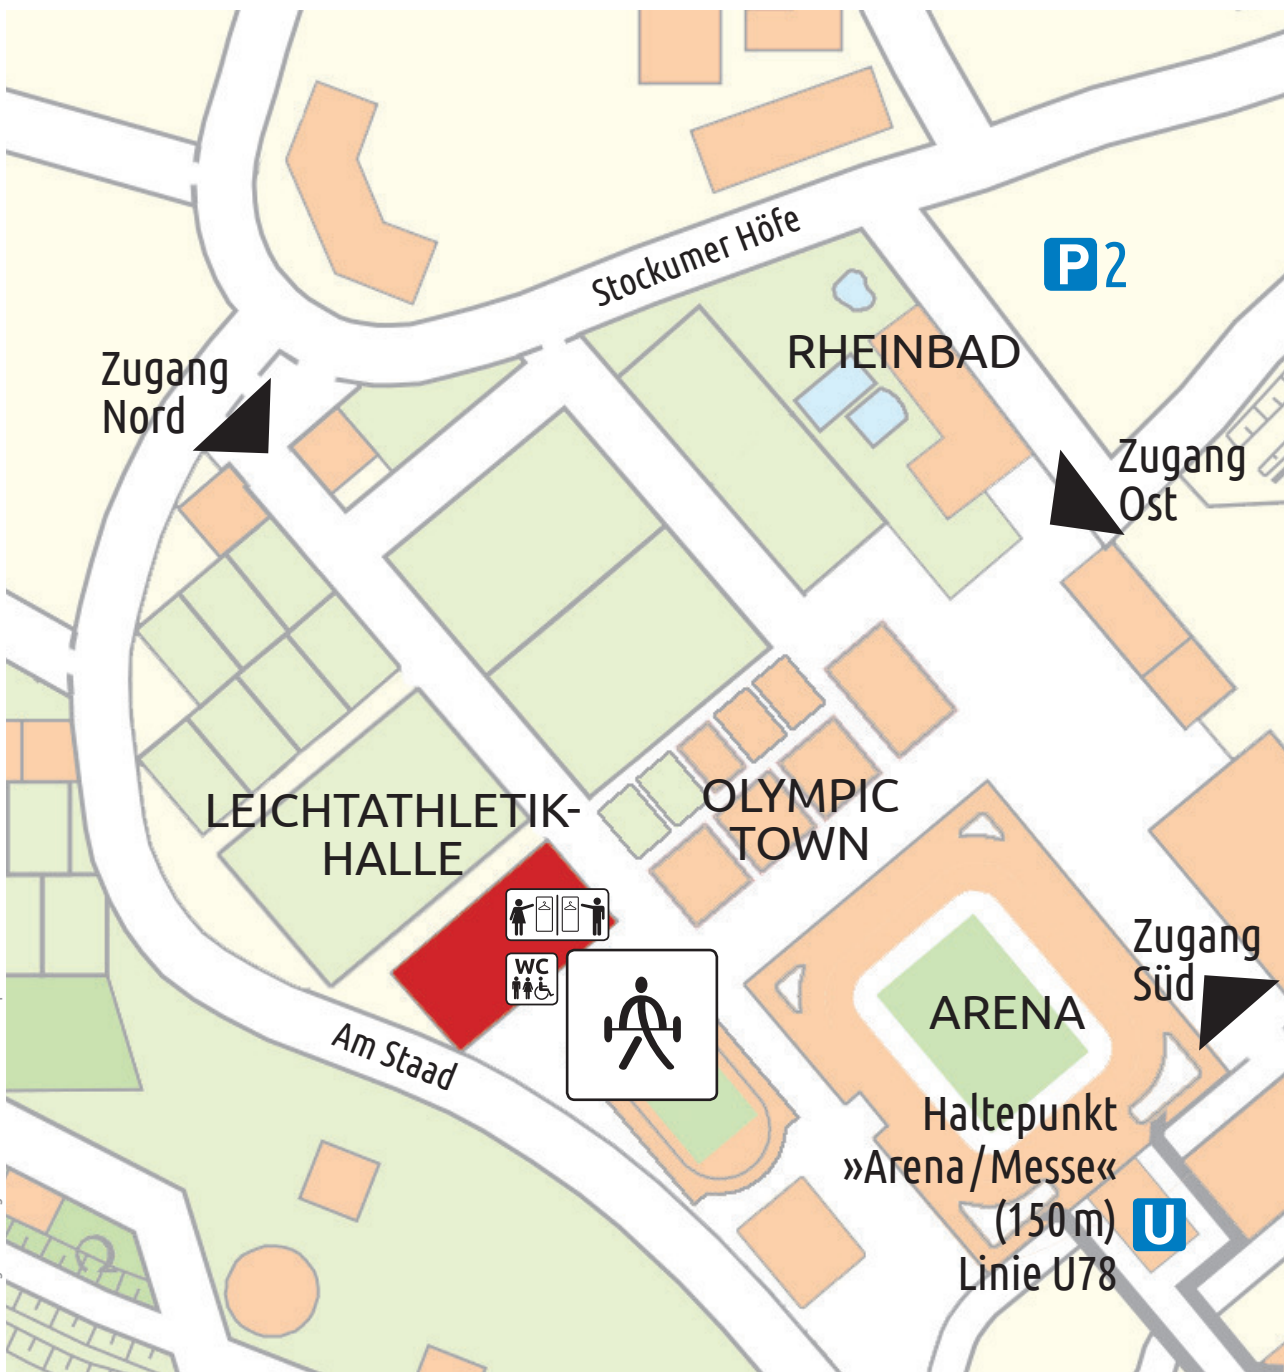 Stockumer Höfe
P 2
RHEINBAD
Zugang
Nord
Zugang
Ost
OLYMPIC
TOWN
LEICHTATHLETIK-
HALLE
WC
Zugang
Süd
ARENA
Am Staad
Haltepunkt
»Arena / Messe«
(150 m)
Linie U78
U